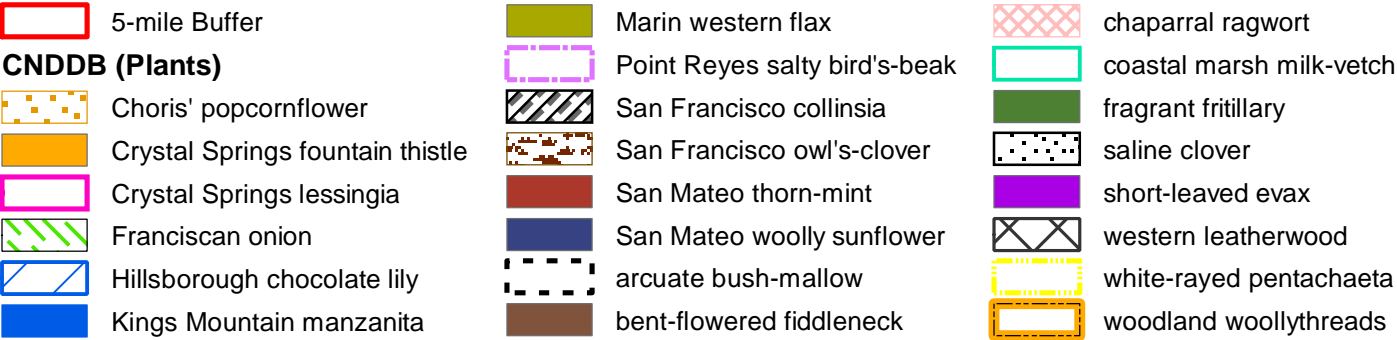 5-mile Buffer
CNDDB (Plants)
Choris' popcornflower
Crystal Springs fountain thistle
Crystal Springs lessingia
Franciscan onion
Hillsborough chocolate lily
Kings Mountain manzanita
Marin western flax
Point Reyes salty bird's-beak
San Francisco collinsia
San Francisco owl's-clover
San Mateo thorn-mint
San Mateo woolly sunflower
arcuate bush-mallow
bent-flowered fiddleneck
chaparral ragwort
coastal marsh milk-vetch
fragrant fritillary
saline clover
short-leaved evax
western leatherwood
white-rayed pentachaeta
woodland woollythreads